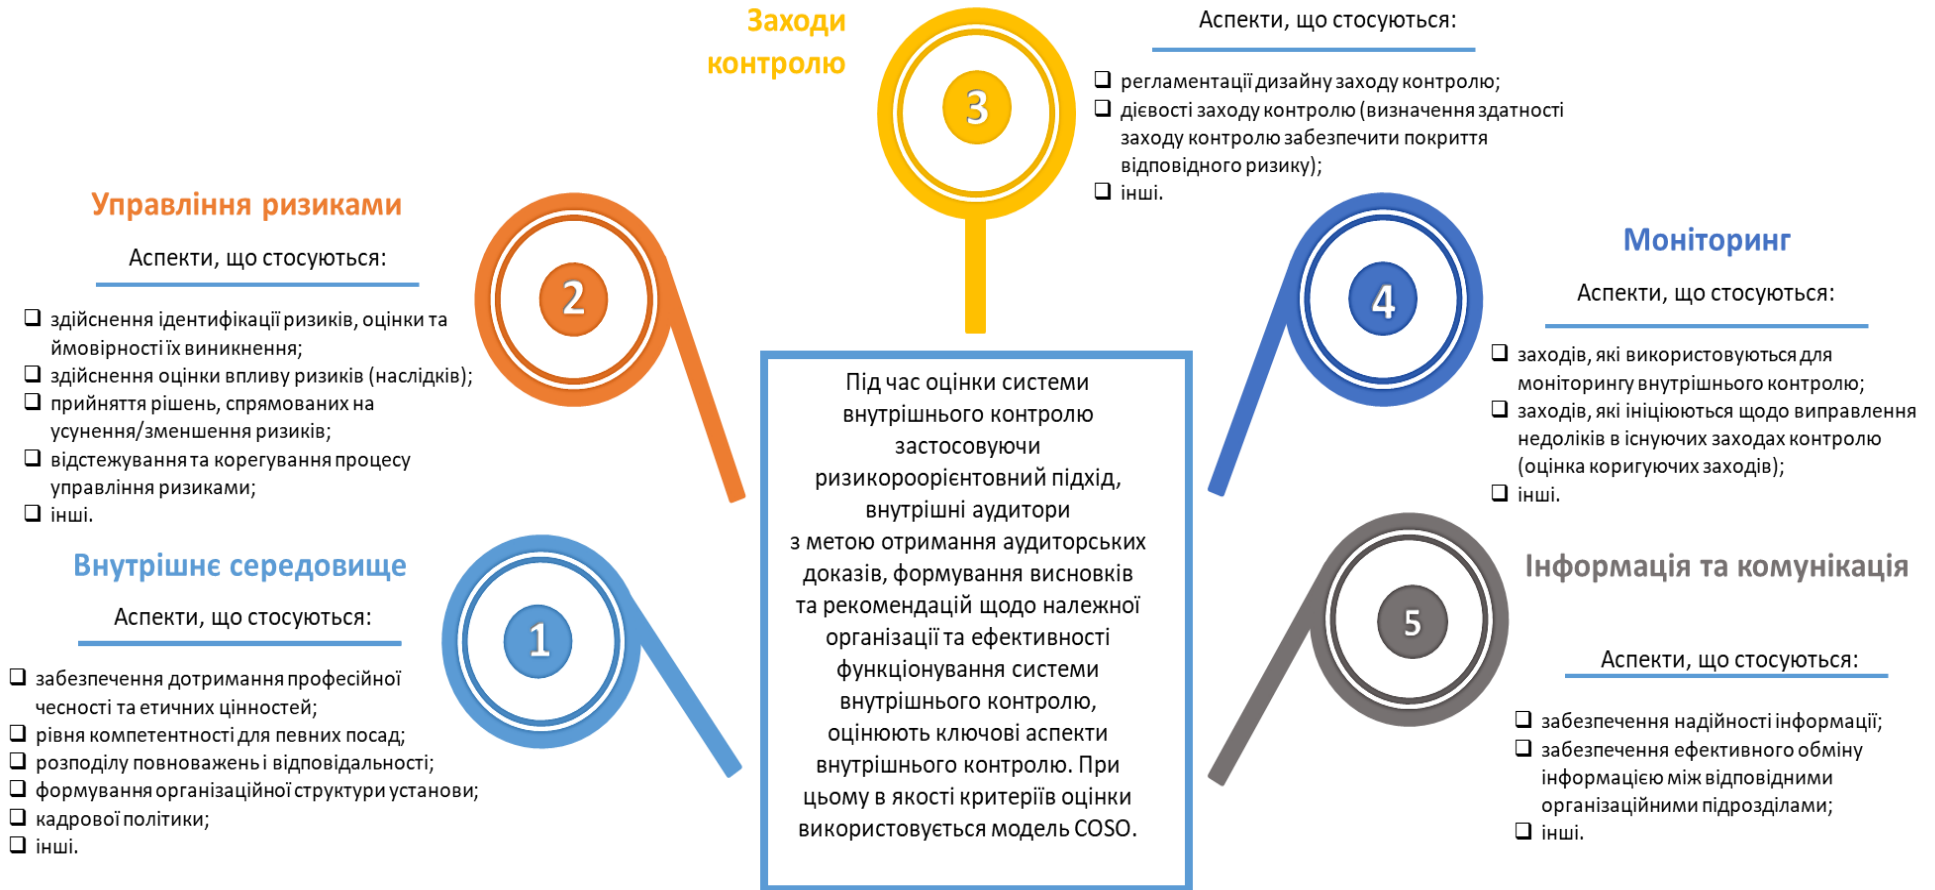 Заходи
контролю
3
Аспекти, що стосуються:
❑ регламентації дизайну заходу контролю;
❑ дієвості заходу контролю (визначення здатності
заходу контролю забезпечити покриття
відповідного ризику);
❑ інші.
Управління ризиками
Аспекти, що стосуються:
❑ здійснення ідентифікації ризиків, оцінки та
ймовірності їх виникнення;
❑ здійснення оцінки впливу ризиків (наслідків);
❑ прийняття рішень, спрямованих на
усунення/зменшення ризиків;
❑ відстежування та корегування процесу
управління ризиками;
❑ інші.
2
Внутрішнє середовище
Аспекти, що стосуються:
❑ забезпечення дотримання професійної
чесності та етичних цінностей;
❑ рівня компетентності для певних посад;
❑ розподілу повноважень і відповідальності;
❑ формування організаційної структури установи;
❑ кадрової політики;
❑ інші.
1
Під час оцінки системи
внутрішнього контролю
застосовуючи
ризикороорієнтовний підхід,
внутрішні аудитори
з метою отримання аудиторських
доказів, формування висновків
та рекомендацій щодо належної
організації та ефективності
функціонування системи
внутрішнього контролю,
оцінюють ключові аспекти
внутрішнього контролю. При
цьому в якості критеріїв оцінки
використовується модель COSO.
4
Моніторинг
Аспекти, що стосуються:
❑ заходів, які використовуються для
моніторингу внутрішнього контролю;
❑ заходів, які ініціюються щодо виправлення
недоліків в існуючих заходах контролю
(оцінка коригуючих заходів);
❑ інші.
5
Інформація та комунікація
Аспекти, що стосуються:
❑ забезпечення надійності інформації;
❑ забезпечення ефективного обміну
інформацією між відповідними
організаційними підрозділами;
❑ інші.